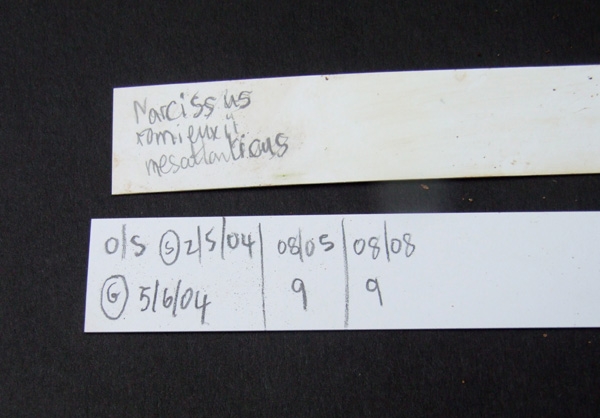 Narcissus
romieuxii
mesatlanticus
O/S Ⓢ 2/5/04 | 08/05 | 08/08
Ⓖ 5/6/04 | 9 | 9